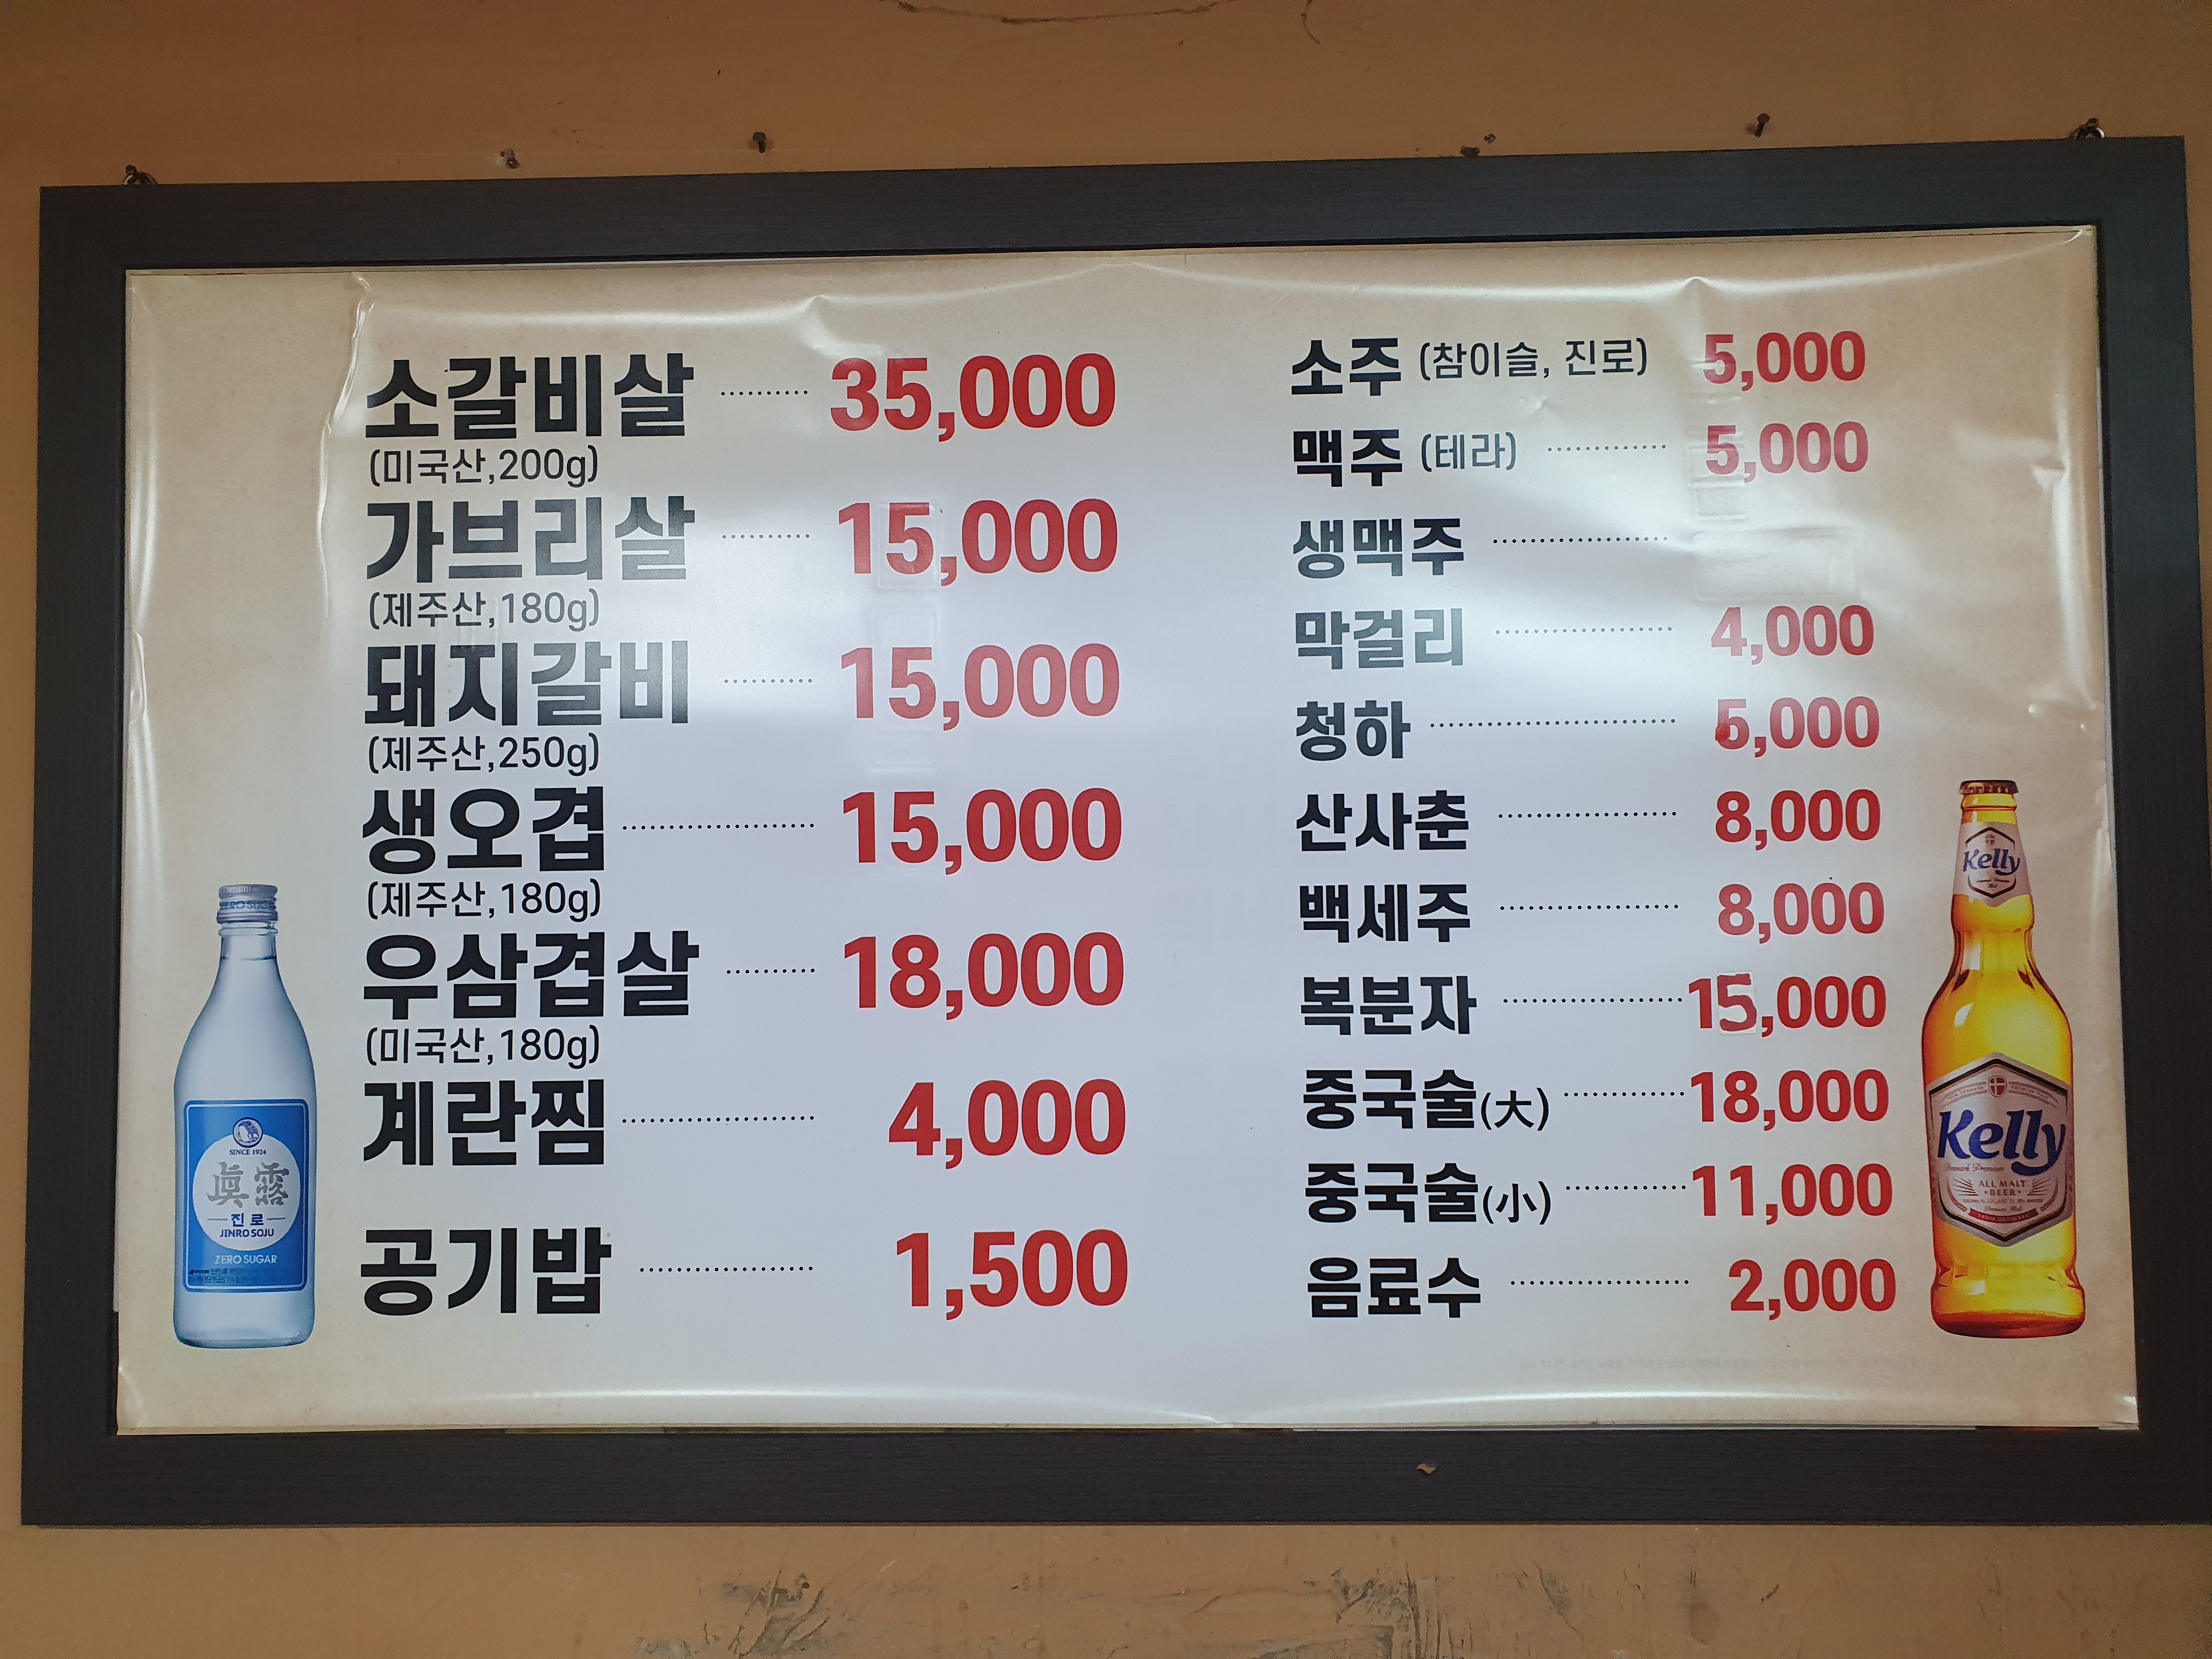 소갈비살 35,000
(미국산,200g)
가브리살 15,000
(제주산,180g)
돼지갈비 15,000
(제주산,250g)
생오겹 15,000
(제주산,180g)
우삼겹살 18,000
(미국산,180g)
계란찜 4,000
공기밥 1,500
소주 (참이슬, 진로) 5,000
맥주 (테라) 5,000
생맥주
막걸리 4,000
청하 6,000
산사춘 8,000
백세주 8,000
복분자 15,000
중국술(大) 18,000
중국술(小) 11,000
음료수 2,000
ZERO SUGAR
SINCE 1924
眞露
진로
JINRO SOJU
ZERO SUGAR
Kelly
Kelly
ALL MALT
BEER